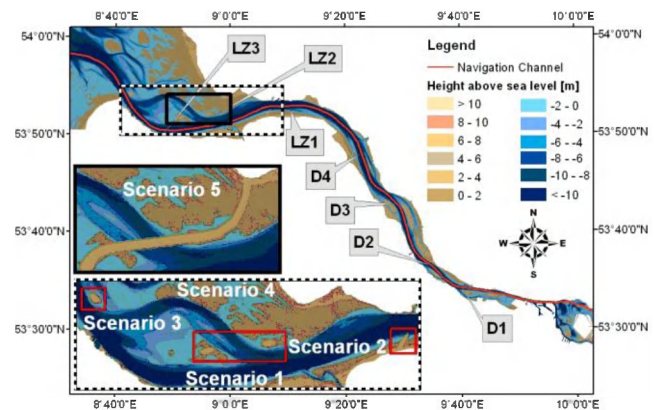 8°40'0"E 9°0'0"E 9°20'0"E 9°40'0"E 10°0'0"E
54°0'0"N 54°0'0"N
LZ3
LZ2
Legend
Navigation Channel
Height above sea level [m]
> 10 -2 - 0
8 - 10 -4 - -2
6 - 8 -6 - -4
4 - 6 -8 - -6
2 - 4 -10 - -8
0 - 2 < -10
53°50'0"N 53°50'0"N
LZ1
D4
Scenario 5
D3
N
W E
S
53°40'0"N 53°40'0"N
D2
Scenario 4
Scenario 3
Scenario 2
Scenario 1
D1
53°30'0"N 53°30'0"N
8°40'0"E 9°0'0"E 9°20'0"E 9°40'0"E 10°0'0"E